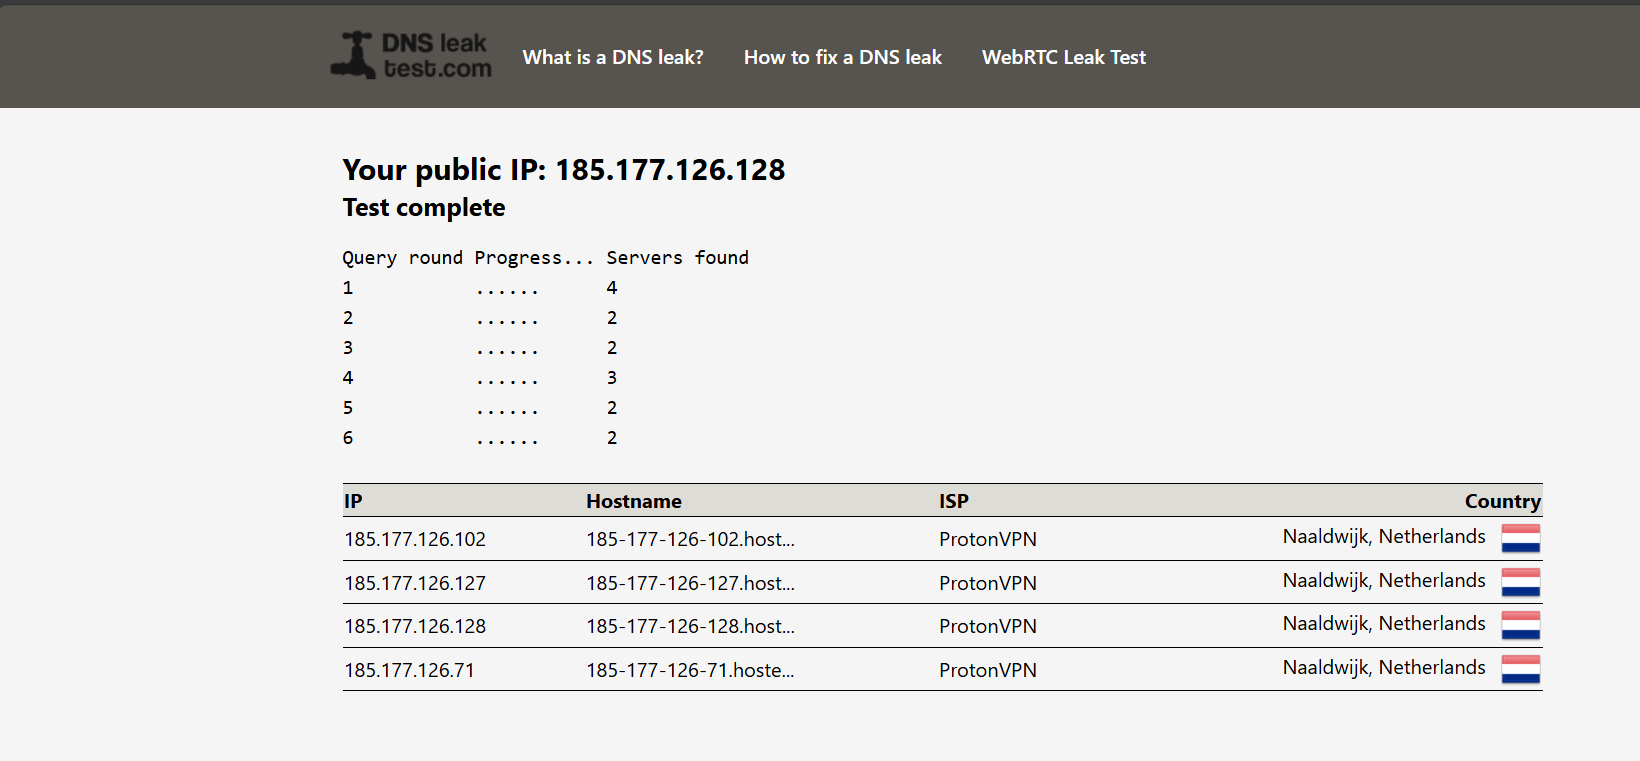 DNS leak
test.com
What is a DNS leak? How to fix a DNS leak WebRTC Leak Test
Your public IP: 185.177.126.128
Test complete
Query round Progress... Servers found
1 ...... 4
2 ...... 2
3 ...... 2
4 ...... 3
5 ...... 2
6 ...... 2
IP Hostname ISP Country
185.177.126.102 185-177-126-102.host... ProtonVPN Naaldwijk, Netherlands
185.177.126.127 185-177-126-127.host... ProtonVPN Naaldwijk, Netherlands
185.177.126.128 185-177-126-128.host... ProtonVPN Naaldwijk, Netherlands
185.177.126.71 185-177-126-71.hoste... ProtonVPN Naaldwijk, Netherlands